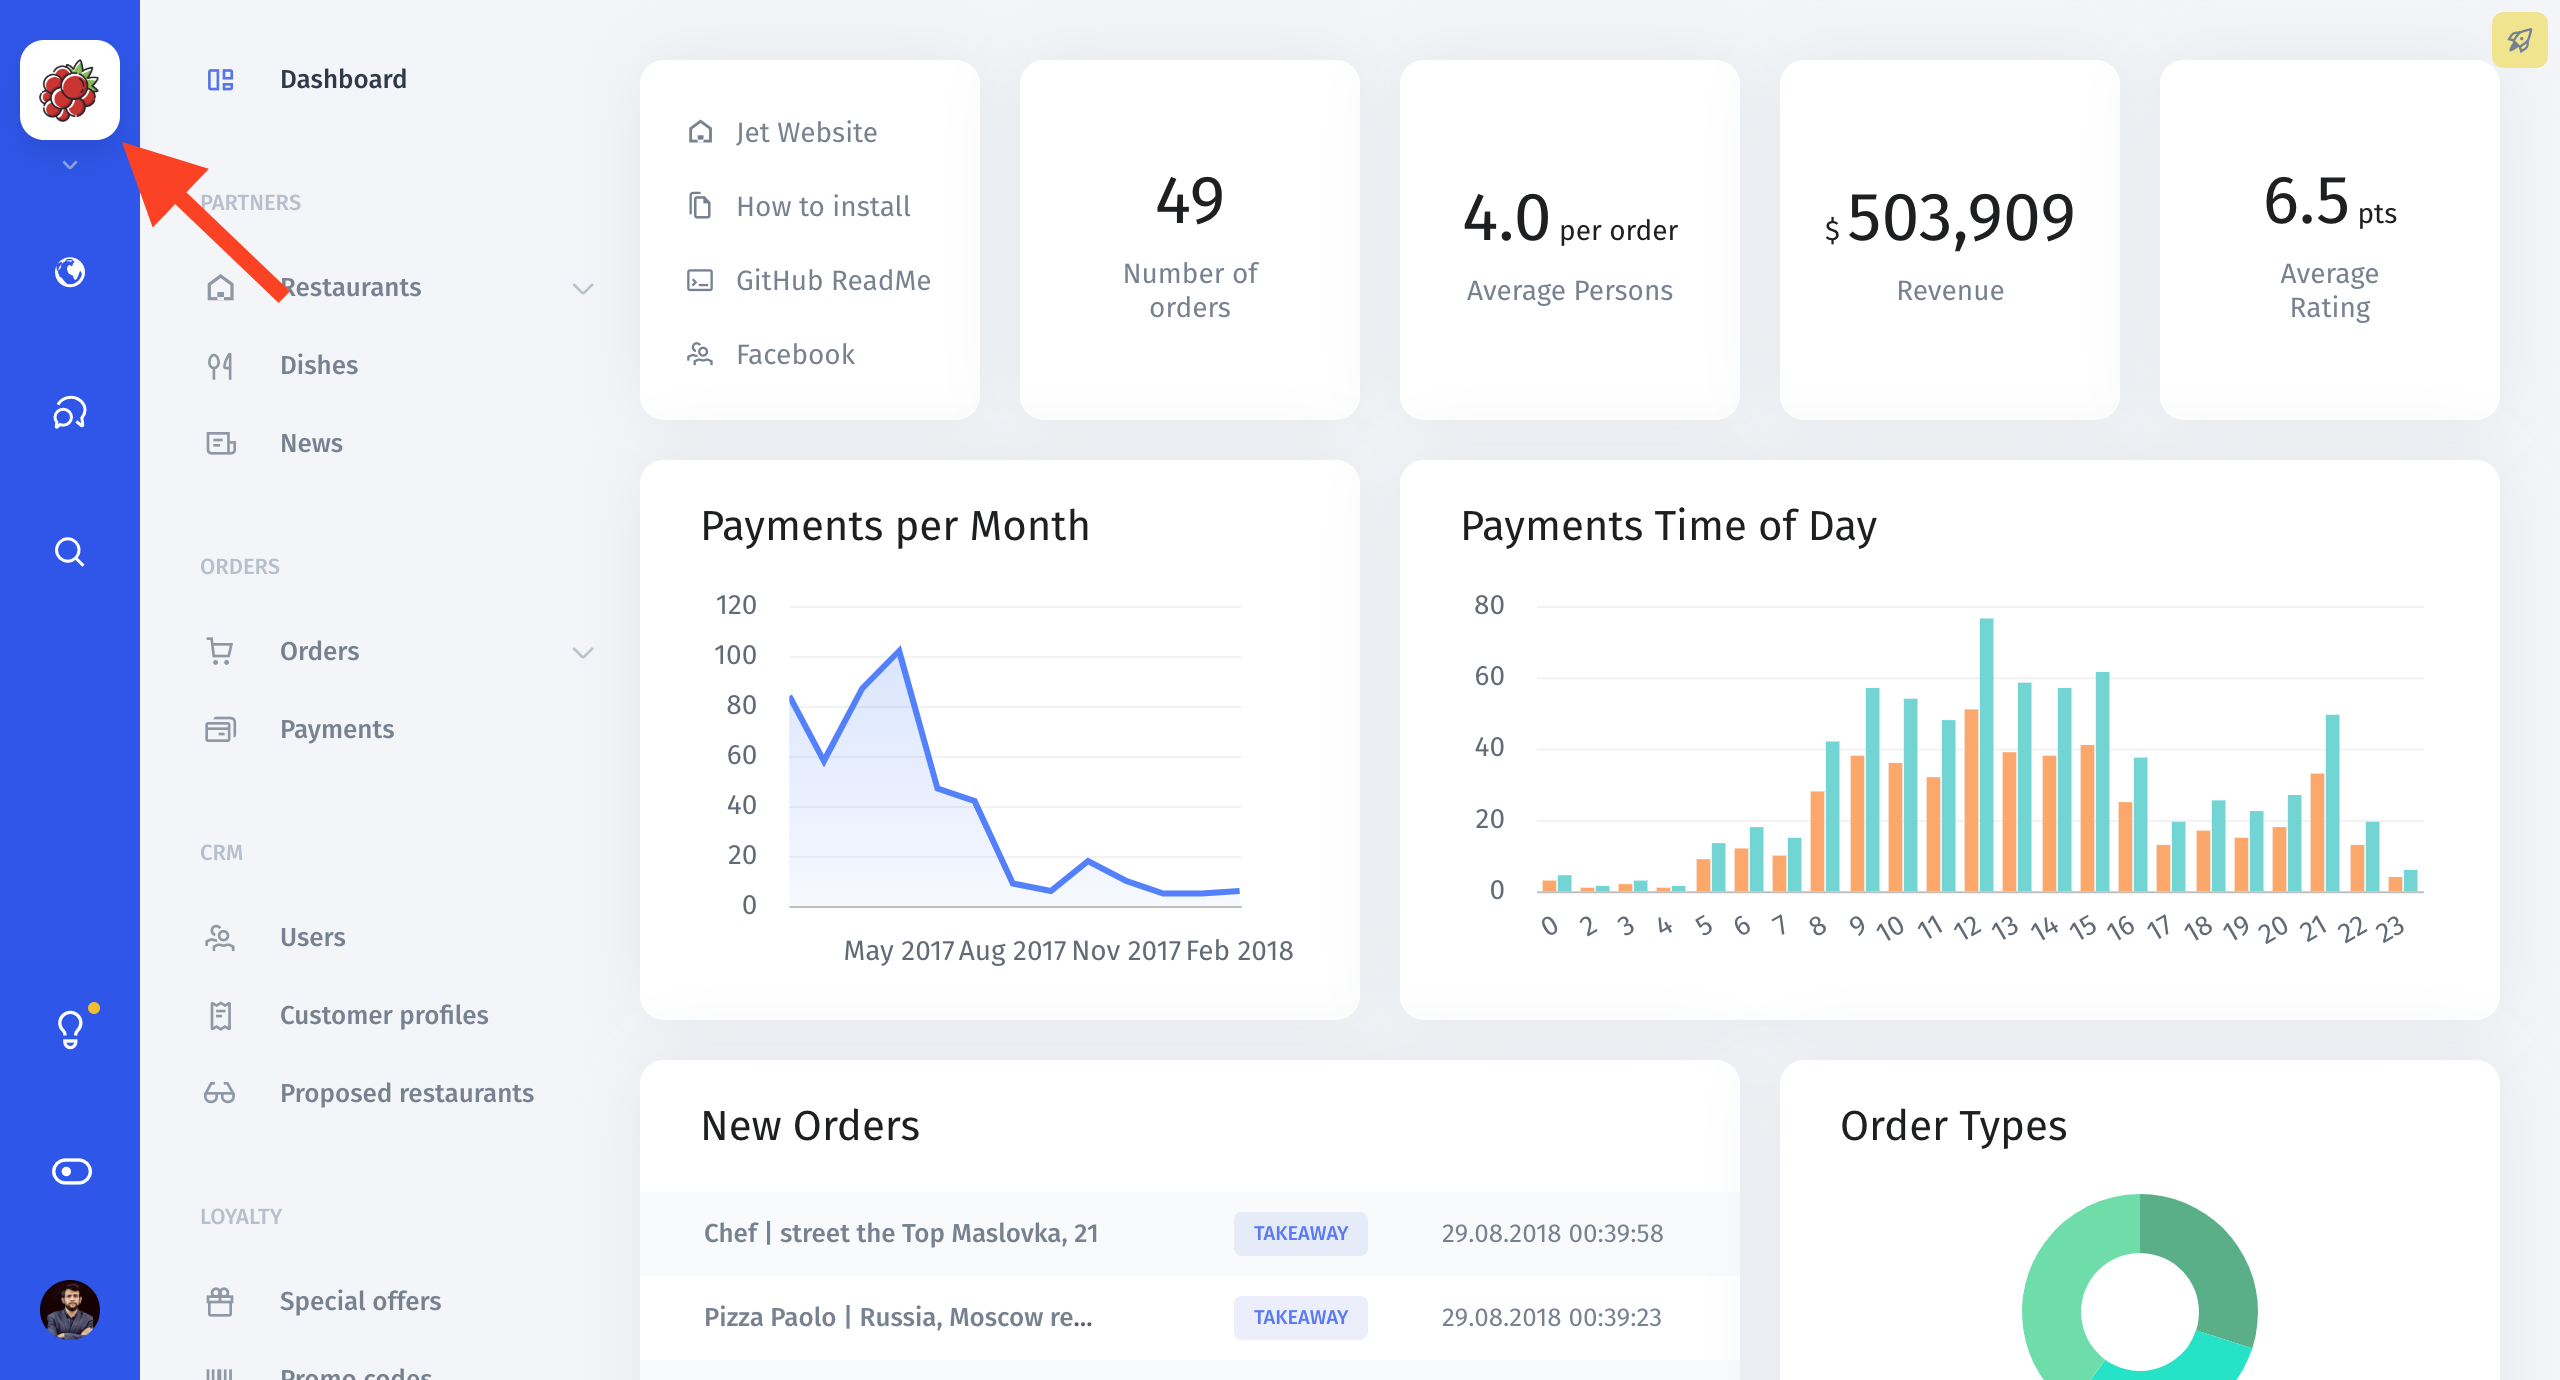 Dashboard
PARTNERS
Restaurants
Dishes
News
ORDERS
Orders
Payments
CRM
Users
Customer profiles
Proposed restaurants
LOYALTY
Special offers
Promo codes
Jet Website
How to install
GitHub ReadMe
Facebook
49
Number of
orders
4.0 per order
Average Persons
$ 503,909
Revenue
6.5 pts
Average
Rating
Payments per Month
120
100
80
60
40
20
0
May 2017 Aug 2017 Nov 2017 Feb 2018
Payments Time of Day
80
60
40
20
0
0 2 3 4 5 6 7 8 9 10 11 12 13 14 15 16 17 18 19 20 21 22 23
New Orders
Chef | street the Top Maslovka, 21 TAKEAWAY 29.08.2018 00:39:58
Pizza Paolo | Russia, Moscow re... TAKEAWAY 29.08.2018 00:39:23
Order Types